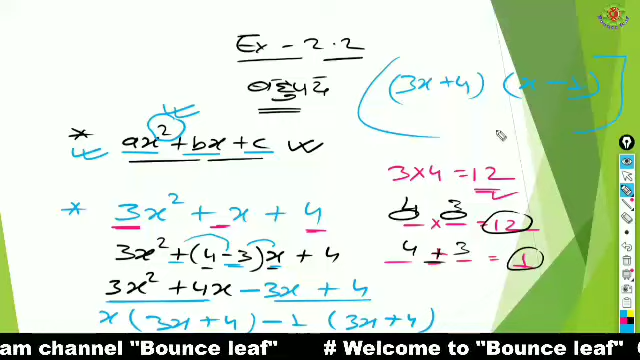 Ex - 2.2
बहुपद
* ax² + bx + c
(3x+4) (x-1)
3x4 = 12
* 3x² + x + 4
4 x 3 = 12
3x² + (4-3)x + 4
4 + 3 = 1
3x² + 4x - 3x + 4
x (3x+4) - 1 (3x+4)
am channel "Bounce leaf" # Welcome to "Bounce leaf"